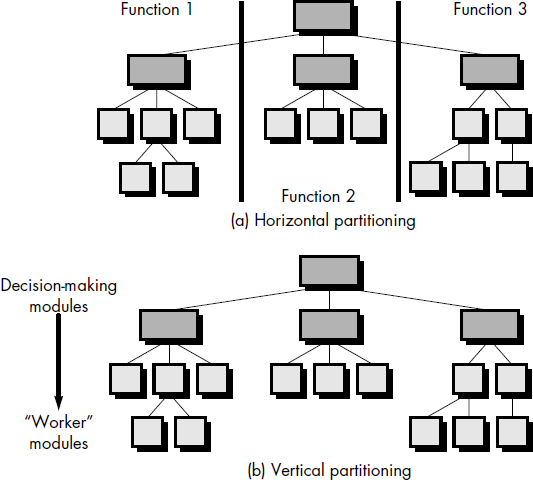 Function 1
Function 3
Function 2
(a) Horizontal partitioning
Decision-making
modules
“Worker”
modules
(b) Vertical partitioning